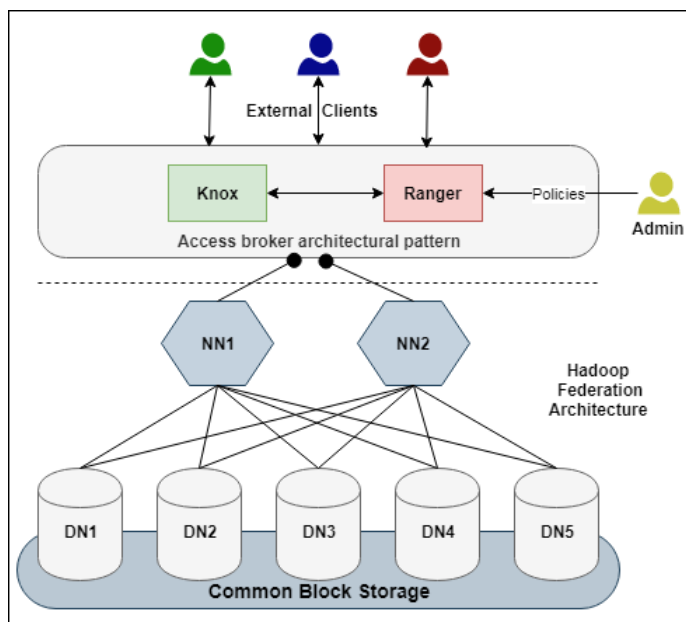 External Clients
Knox
Ranger
Policies
Admin
Access broker architectural pattern
NN1
NN2
Hadoop
Federation
Architecture
DN1
DN2
DN3
DN4
DN5
Common Block Storage